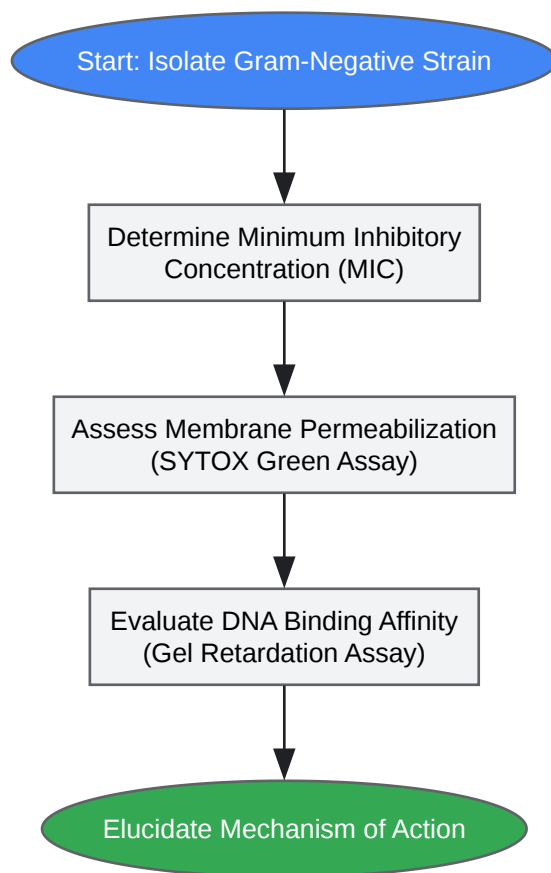 Start: Isolate Gram-Negative Strain
Determine Minimum Inhibitory
Concentration (MIC)
Assess Membrane Permeabilization
(SYTOX Green Assay)
Evaluate DNA Binding Affinity
(Gel Retardation Assay)
Elucidate Mechanism of Action